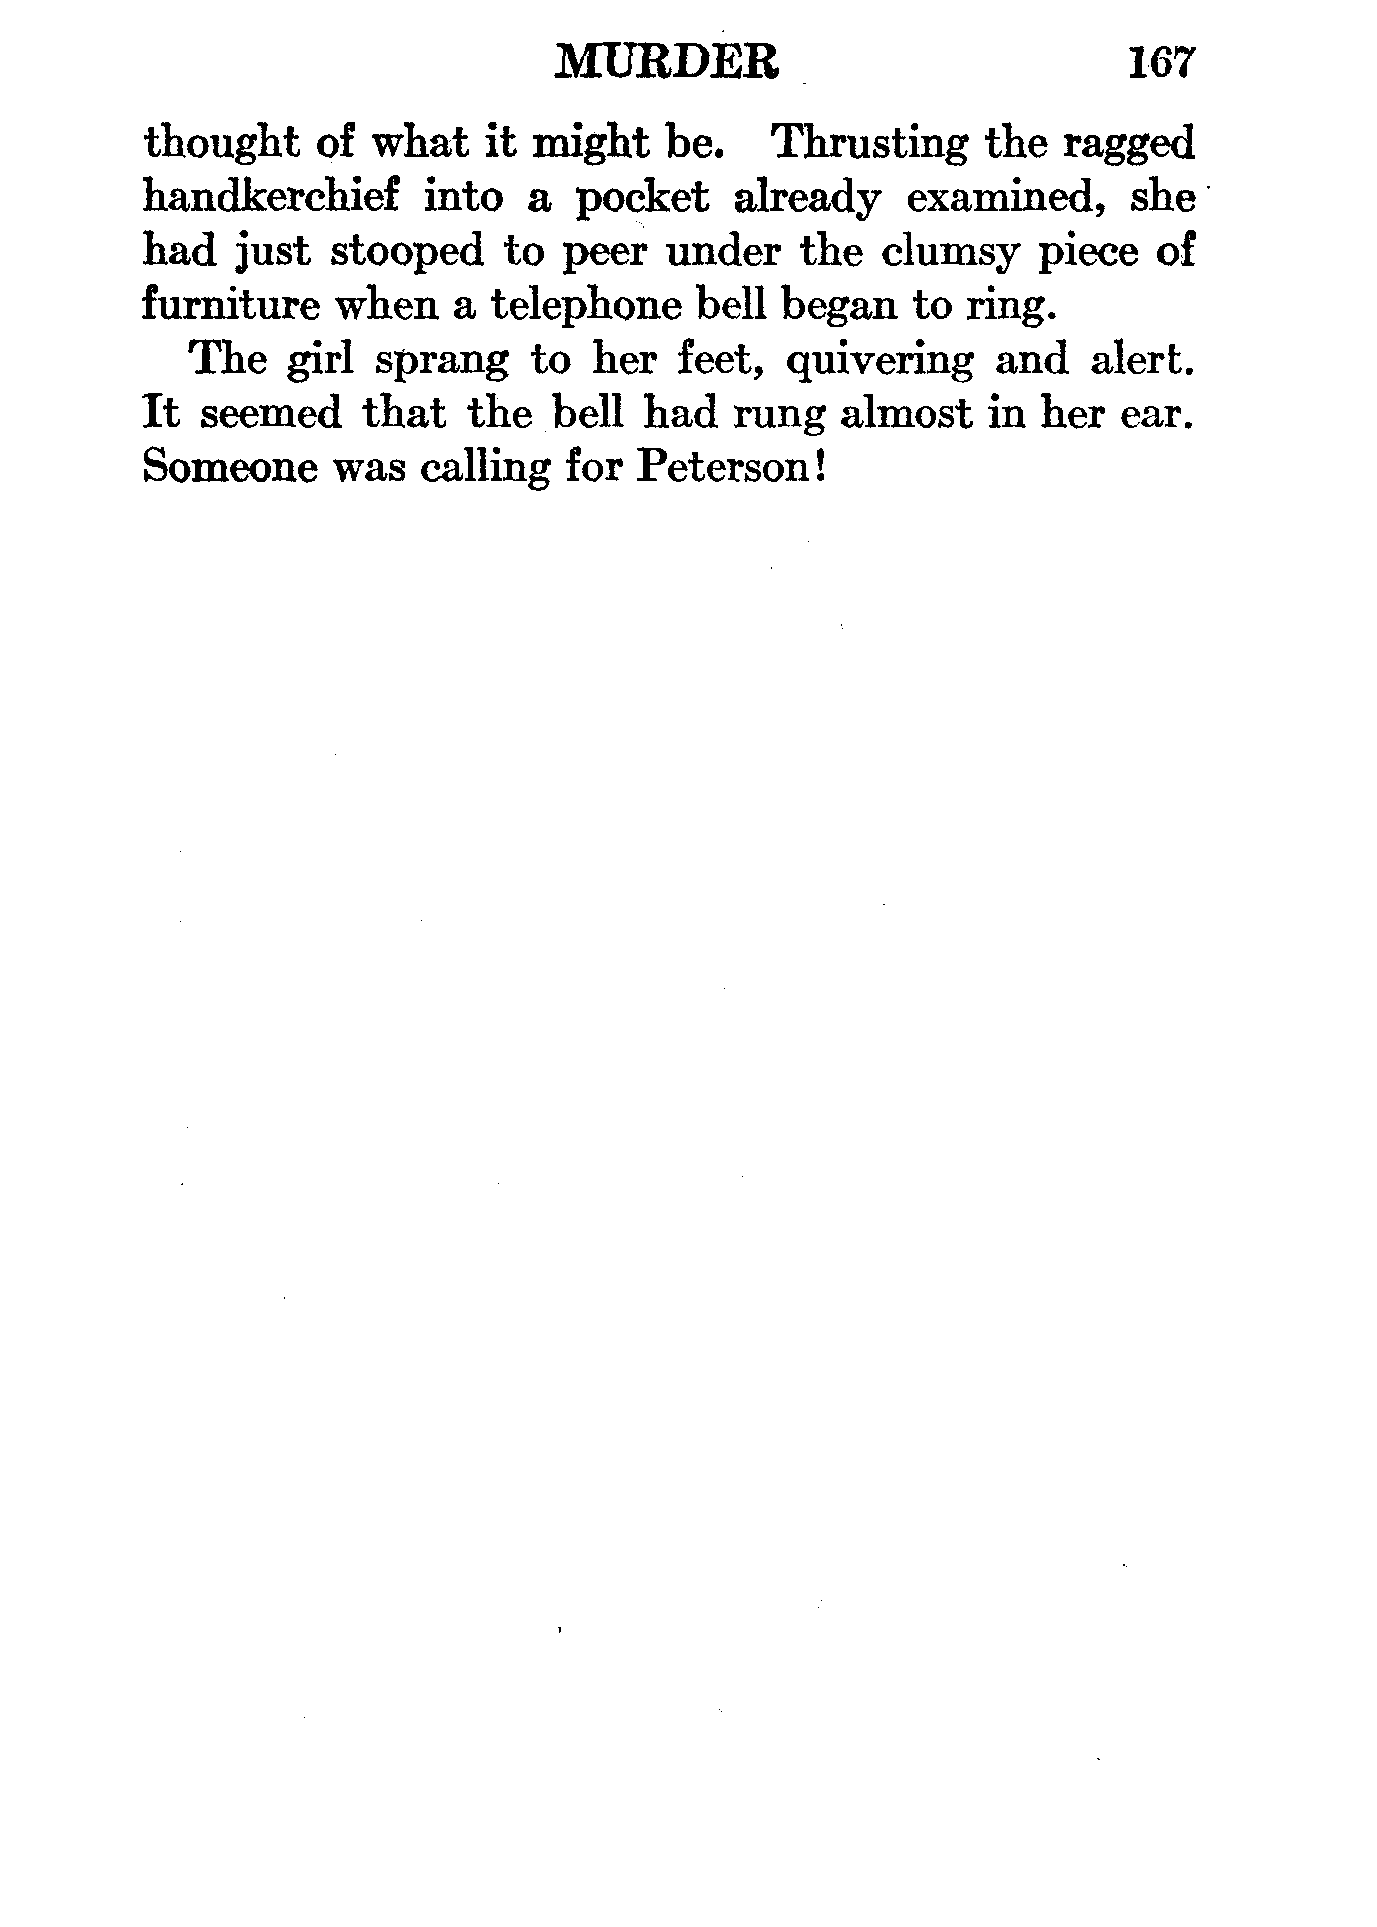 MURDER 167
thought of what it might be. Thrusting the ragged
handkerchief into a pocket already examined, she
had just stooped to peer under the clumsy piece of
furniture when a telephone bell began to ring.
The girl sprang to her feet, quivering and alert.
It seemed that the bell had rung almost in her ear.
Someone was calling for Peterson!